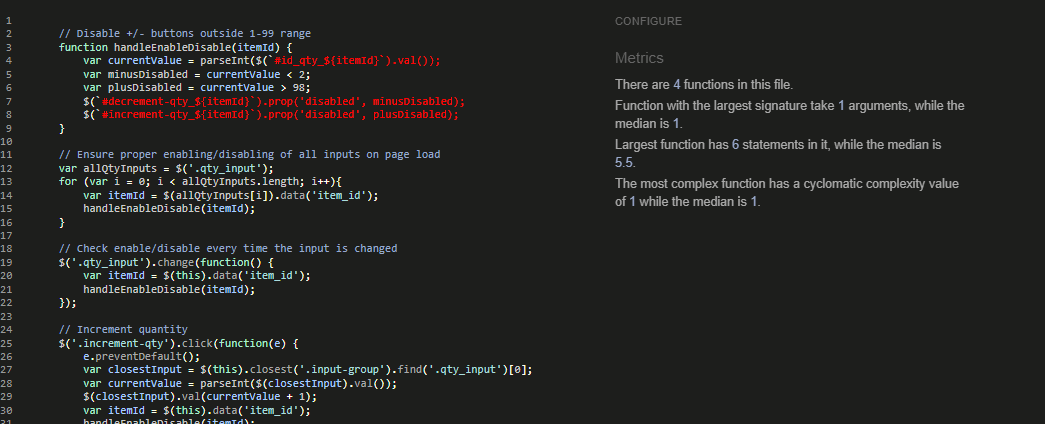 1
2 // Disable +/- buttons outside 1-99 range
3 function handleEnableDisable(itemId) {
4 var currentValue = parseInt($(`#id_qty_${itemId}`).val());
5 var minusDisabled = currentValue < 2;
6 var plusDisabled = currentValue > 98;
7 $(`#decrement-qty_${itemId}`).prop('disabled', minusDisabled);
8 $(`#increment-qty_${itemId}`).prop('disabled', plusDisabled);
9 }
10
11 // Ensure proper enabling/disabling of all inputs on page load
12 var allQtyInputs = $('.qty_input');
13 for (var i = 0; i < allQtyInputs.length; i++){
14 var itemId = $(allQtyInputs[i]).data('item_id');
15 handleEnableDisable(itemId);
16 }
17
18 // Check enable/disable every time the input is changed
19 $('.qty_input').change(function() {
20 var itemId = $(this).data('item_id');
21 handleEnableDisable(itemId);
22 });
23
24 // Increment quantity
25 $('.increment-qty').click(function(e) {
26 e.preventDefault();
27 var closestInput = $(this).closest('.input-group').find('.qty_input')[0];
28 var currentValue = parseInt($(closestInput).val());
29 $(closestInput).val(currentValue + 1);
30 var itemId = $(this).data('item_id');
31 handleEnableDisable(itemId);
CONFIGURE
Metrics
There are 4 functions in this file.
Function with the largest signature take 1 arguments, while the
median is 1.
Largest function has 6 statements in it, while the median is
5.5.
The most complex function has a cyclomatic complexity value
of 1 while the median is 1.